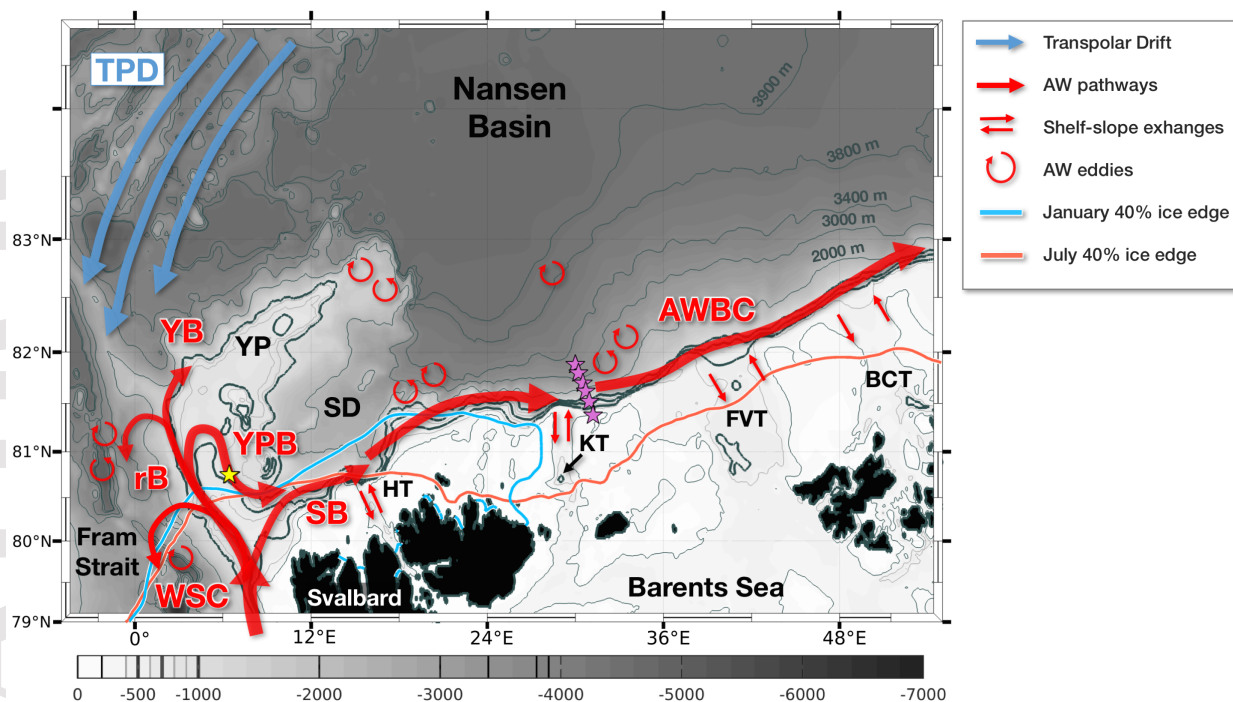 TPD
Nansen
Basin
3900 m
3800 m
3400 m
3000 m
2000 m
83°N
82°N
81°N
80°N
79°N
YB
YP
AWBC
SD
BCT
FVT
YPB
KT
rB
HT
SB
Fram
Strait
WSC
Svalbard
Barents Sea
0°
12°E
24°E
36°E
48°E
0
-500
-1000
-2000
-3000
-4000
-5000
-6000
-7000
Transpolar Drift
AW pathways
Shelf-slope exhanges
AW eddies
January 40% ice edge
July 40% ice edge